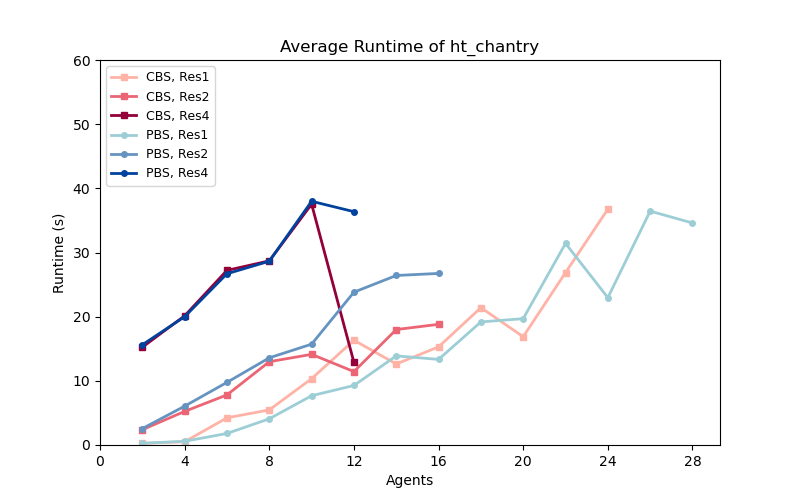 Average Runtime of ht_chantry
60
50
40
30
20
10
0
Runtime (s)
CBS, Res1
CBS, Res2
CBS, Res4
PBS, Res1
PBS, Res2
PBS, Res4
0 4 8 12 16 20 24 28
Agents